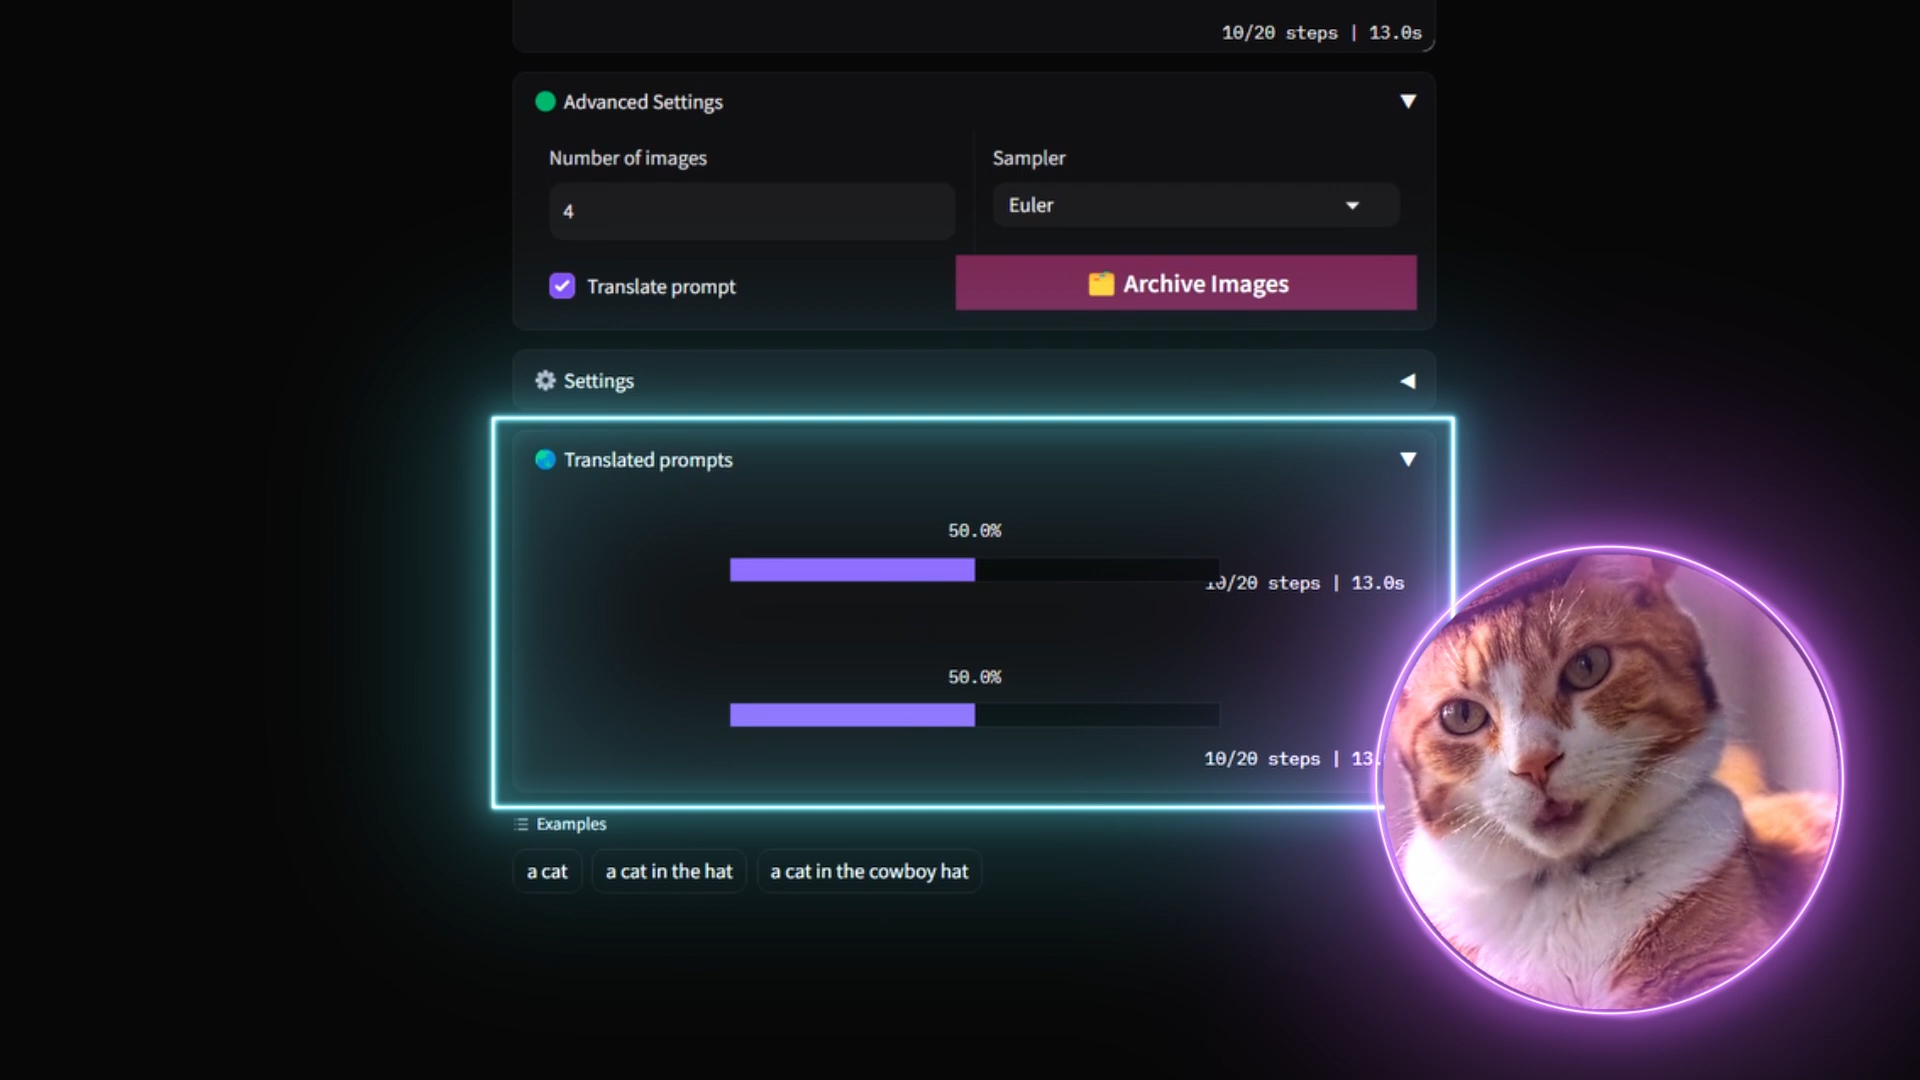 10/20 steps | 13.0s
Advanced Settings
Number of images
Sampler
4
Euler
Translate prompt
Archive Images
Settings
Translated prompts
50.0%
10/20 steps | 13.0s
50.0%
10/20 steps | 13.
Examples
a cat
a cat in the hat
a cat in the cowboy hat